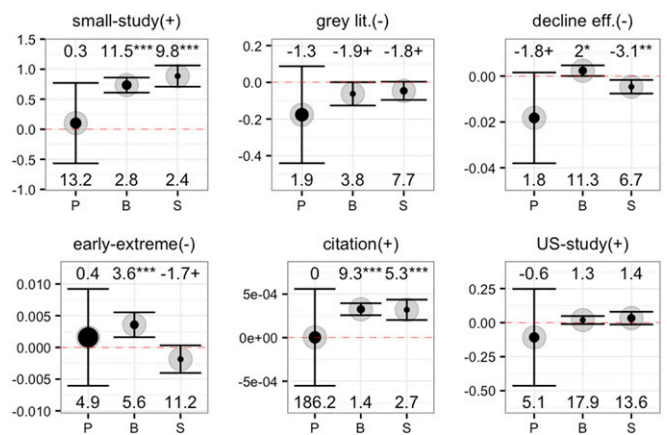 small-study(+)
0.3 11.5*** 9.8***
1.5
1.0
0.5
0.0
-0.5
-1.0
13.2 2.8 2.4
P B S
grey lit.(-)
-1.3 -1.9+ -1.8+
0.2
0.0
-0.2
-0.4
1.9 3.8 7.7
P B S
decline eff.(-)
-1.8+ 2* -3.1**
0.00
-0.02
-0.04
1.8 11.3 6.7
P B S
early-extreme(-)
0.4 3.6*** -1.7+
0.010
0.005
0.000
-0.005
-0.010
4.9 5.6 11.2
P B S
citation(+)
0 9.3*** 5.3***
5e-04
0e+00
-5e-04
186.2 1.4 2.7
P B S
US-study(+)
-0.6 1.3 1.4
0.25
0.00
-0.25
-0.50
5.1 17.9 13.6
P B S